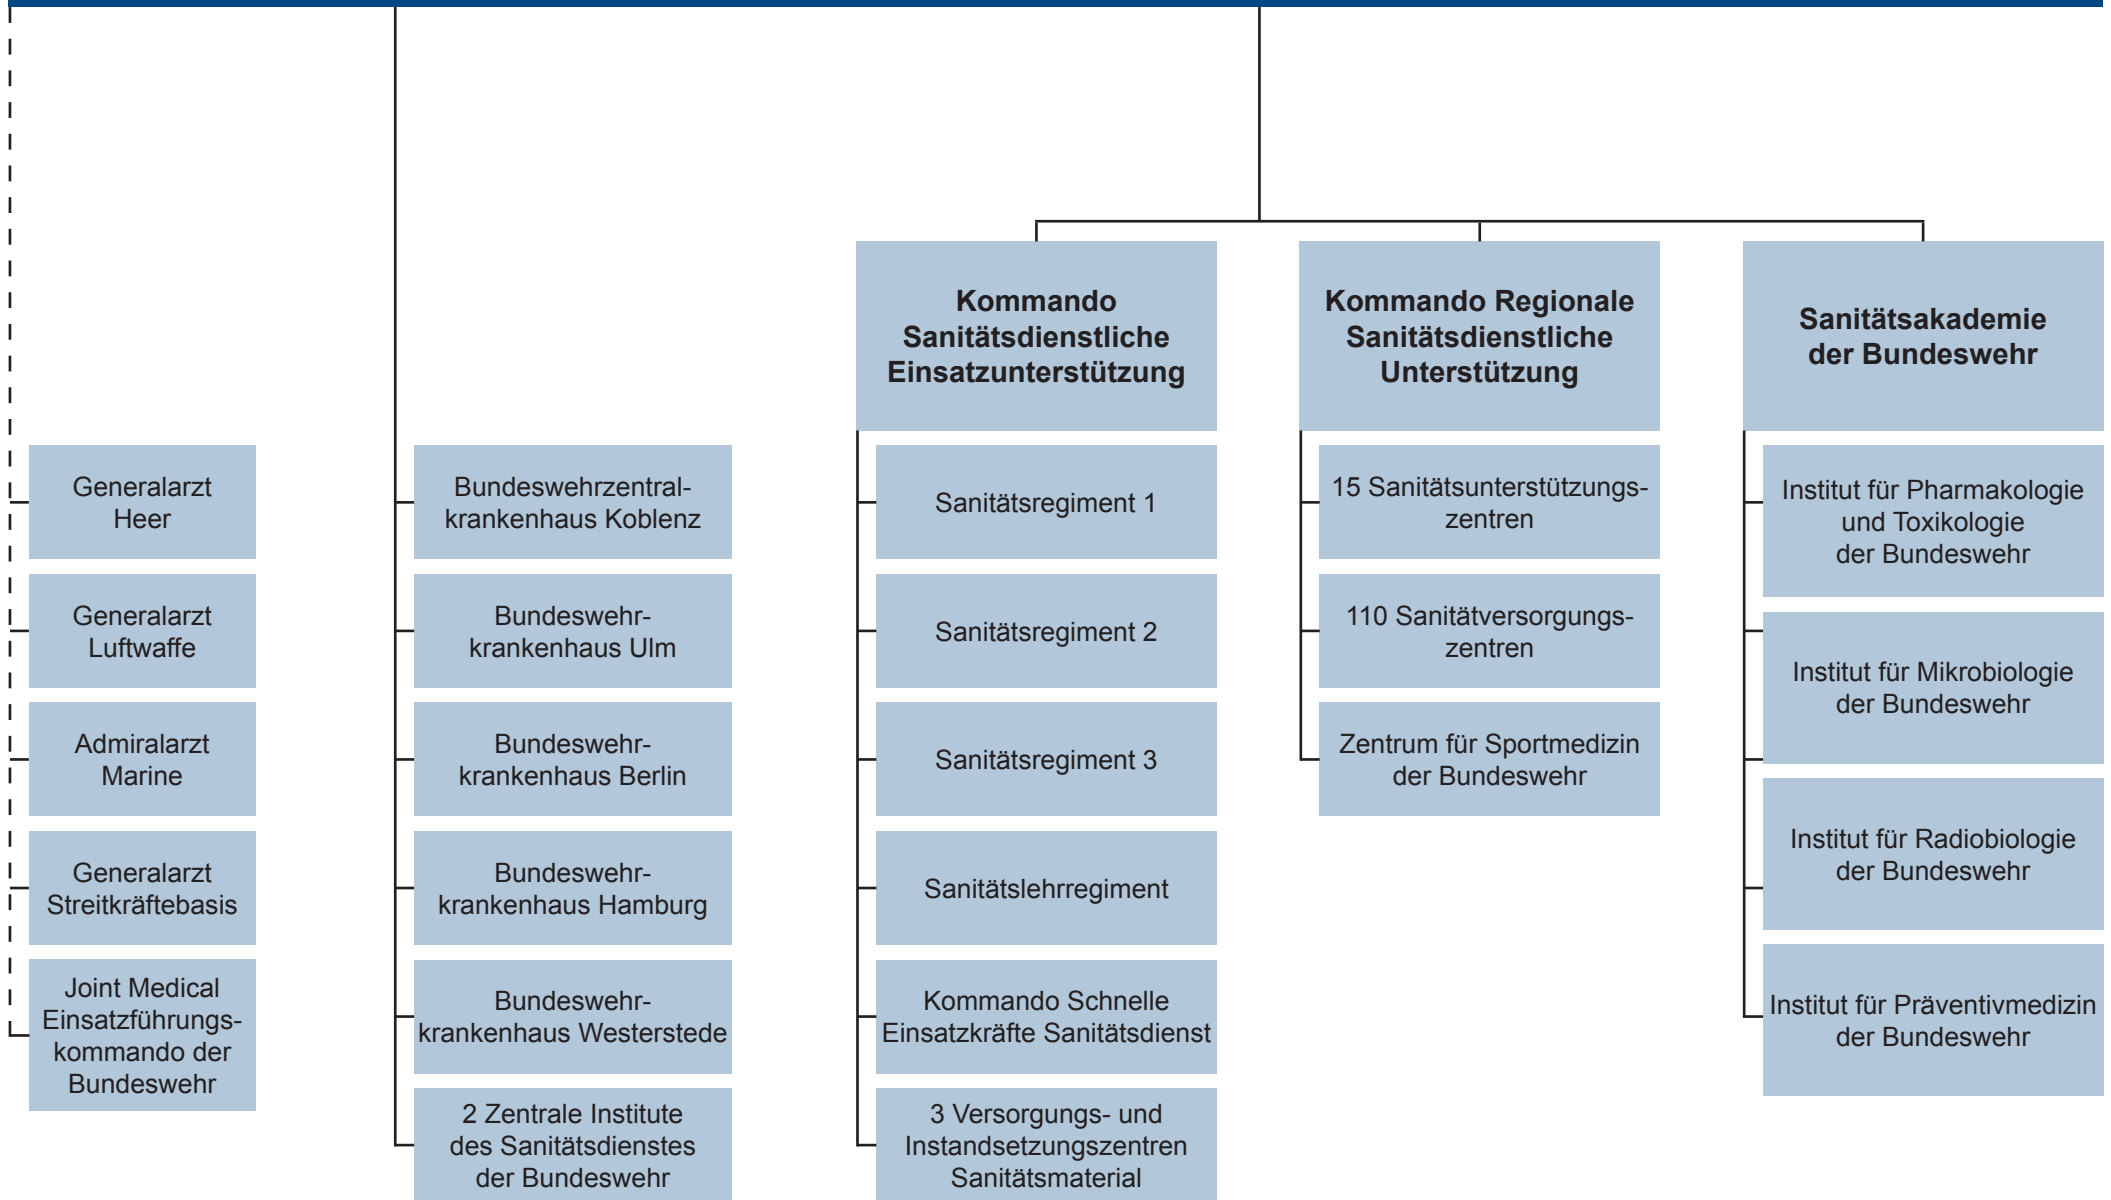 Kommando
Sanitätsdienstliche
Einsatzunterstützung
Kommando Regionale
Sanitätsdienstliche
Unterstützung
Sanitätsakademie
der Bundeswehr
Generalarzt
Heer
Generalarzt
Luftwaffe
Admiralarzt
Marine
Generalarzt
Streitkräftebasis
Joint Medical
Einsatzführungs-
kommando der
Bundeswehr
Bundeswehrzentral-
krankenhaus Koblenz
Bundeswehr-
krankenhaus Ulm
Bundeswehr-
krankenhaus Berlin
Bundeswehr-
krankenhaus Hamburg
Bundeswehr-
krankenhaus Westerstede
2 Zentrale Institute
des Sanitätsdienstes
der Bundeswehr
Sanitätsregiment 1
Sanitätsregiment 2
Sanitätsregiment 3
Sanitätslehrregiment
Kommando Schnelle
Einsatzkräfte Sanitätsdienst
3 Versorgungs- und
Instandsetzungszentren
Sanitätsmaterial
15 Sanitätsunterstützungs-
zentren
110 Sanitätversorgungs-
zentren
Zentrum für Sportmedizin
der Bundeswehr
Institut für Pharmakologie
und Toxikologie
der Bundeswehr
Institut für Mikrobiologie
der Bundeswehr
Institut für Radiobiologie
der Bundeswehr
Institut für Präventivmedizin
der Bundeswehr